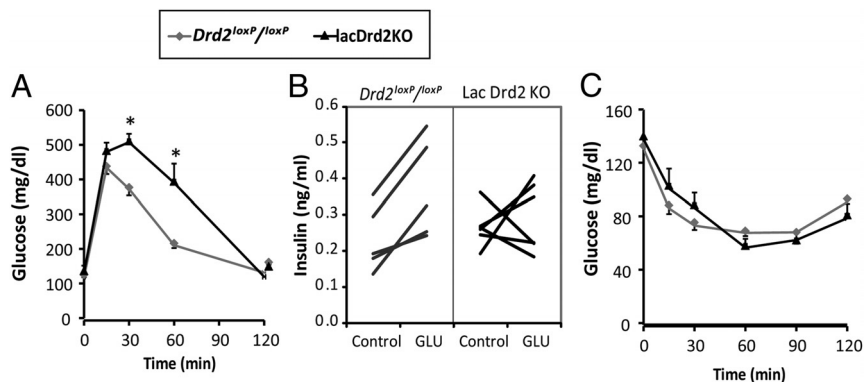 Drd2loxP/loxP lacDrd2KO
A
Glucose (mg/dl)
600
500
400
300
200
100
0
*
*
0 30 60 90 120
Time (min)
B
Drd2loxP/loxP Lac Drd2 KO
Insulin (ng/ml)
0.6
0.5
0.4
0.3
0.2
0.1
0.0
Control GLU Control GLU
C
Glucose (mg/dl)
160
120
80
40
0
0 30 60 90 120
Time (min)